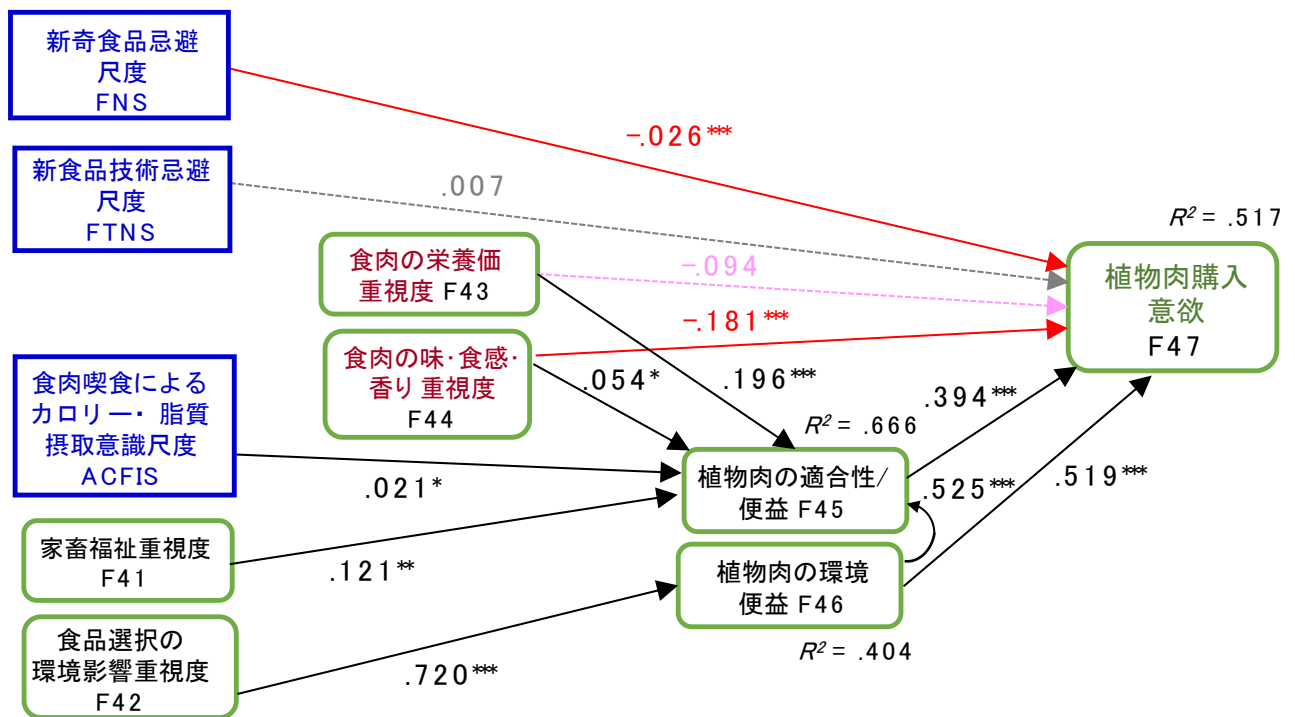 新奇食品忌避
尺度
FNS
-.026***
新食品技術忌避
尺度
FTNS
.007
R² = .517
食肉の栄養価
重視度 F43
-.094
植物肉購入
意欲
F47
-.181***
食肉の味・食感・
香り 重視度
F44
.054*
.196***
.394***
R² = .666
食肉喫食による
カロリー・ 脂質
摂取意識尺度
ACFIS
.021*
植物肉の適合性/
便益 F45
.525***
.519***
家畜福祉重視度
F41
.121**
植物肉の環境
便益 F46
R² = .404
食品選択の
環境影響重視度
F42
.720***